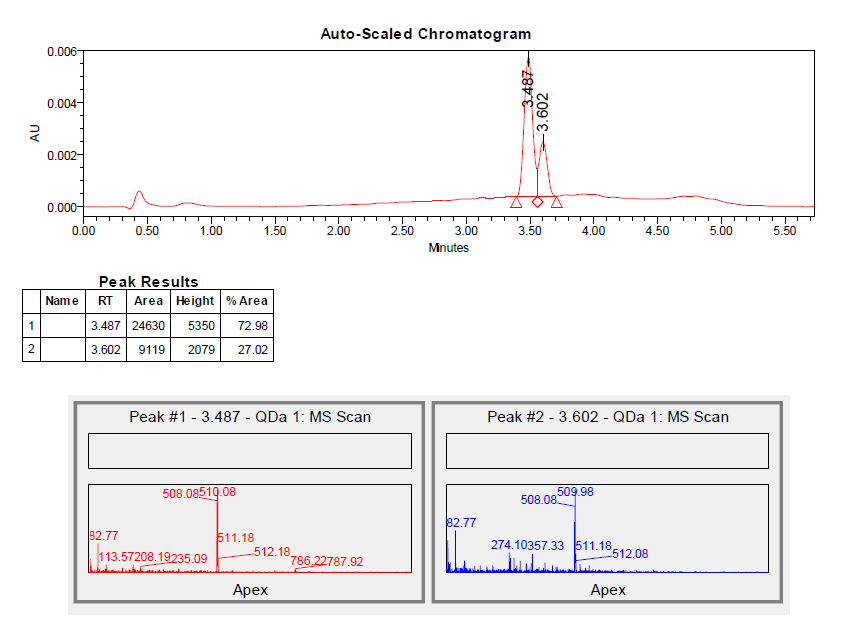 Auto-Scaled Chromatogram
0.006
0.004
0.002
0.000
AU
3.487
3.602
0.00 0.50 1.00 1.50 2.00 2.50 3.00 3.50 4.00 4.50 5.00 5.50
Minutes
Peak Results
Name RT Area Height % Area
1 3.487 24630 5350 72.98
2 3.602 9119 2079 27.02
Peak #1 - 3.487 - QDa 1: MS Scan
508.08 510.08
82.77
511.18
512.18
113.57 208.19 235.09
786.22 787.92
Apex
Peak #2 - 3.602 - QDa 1: MS Scan
509.98
508.08
82.77
274.10 357.33 511.18
512.08
Apex